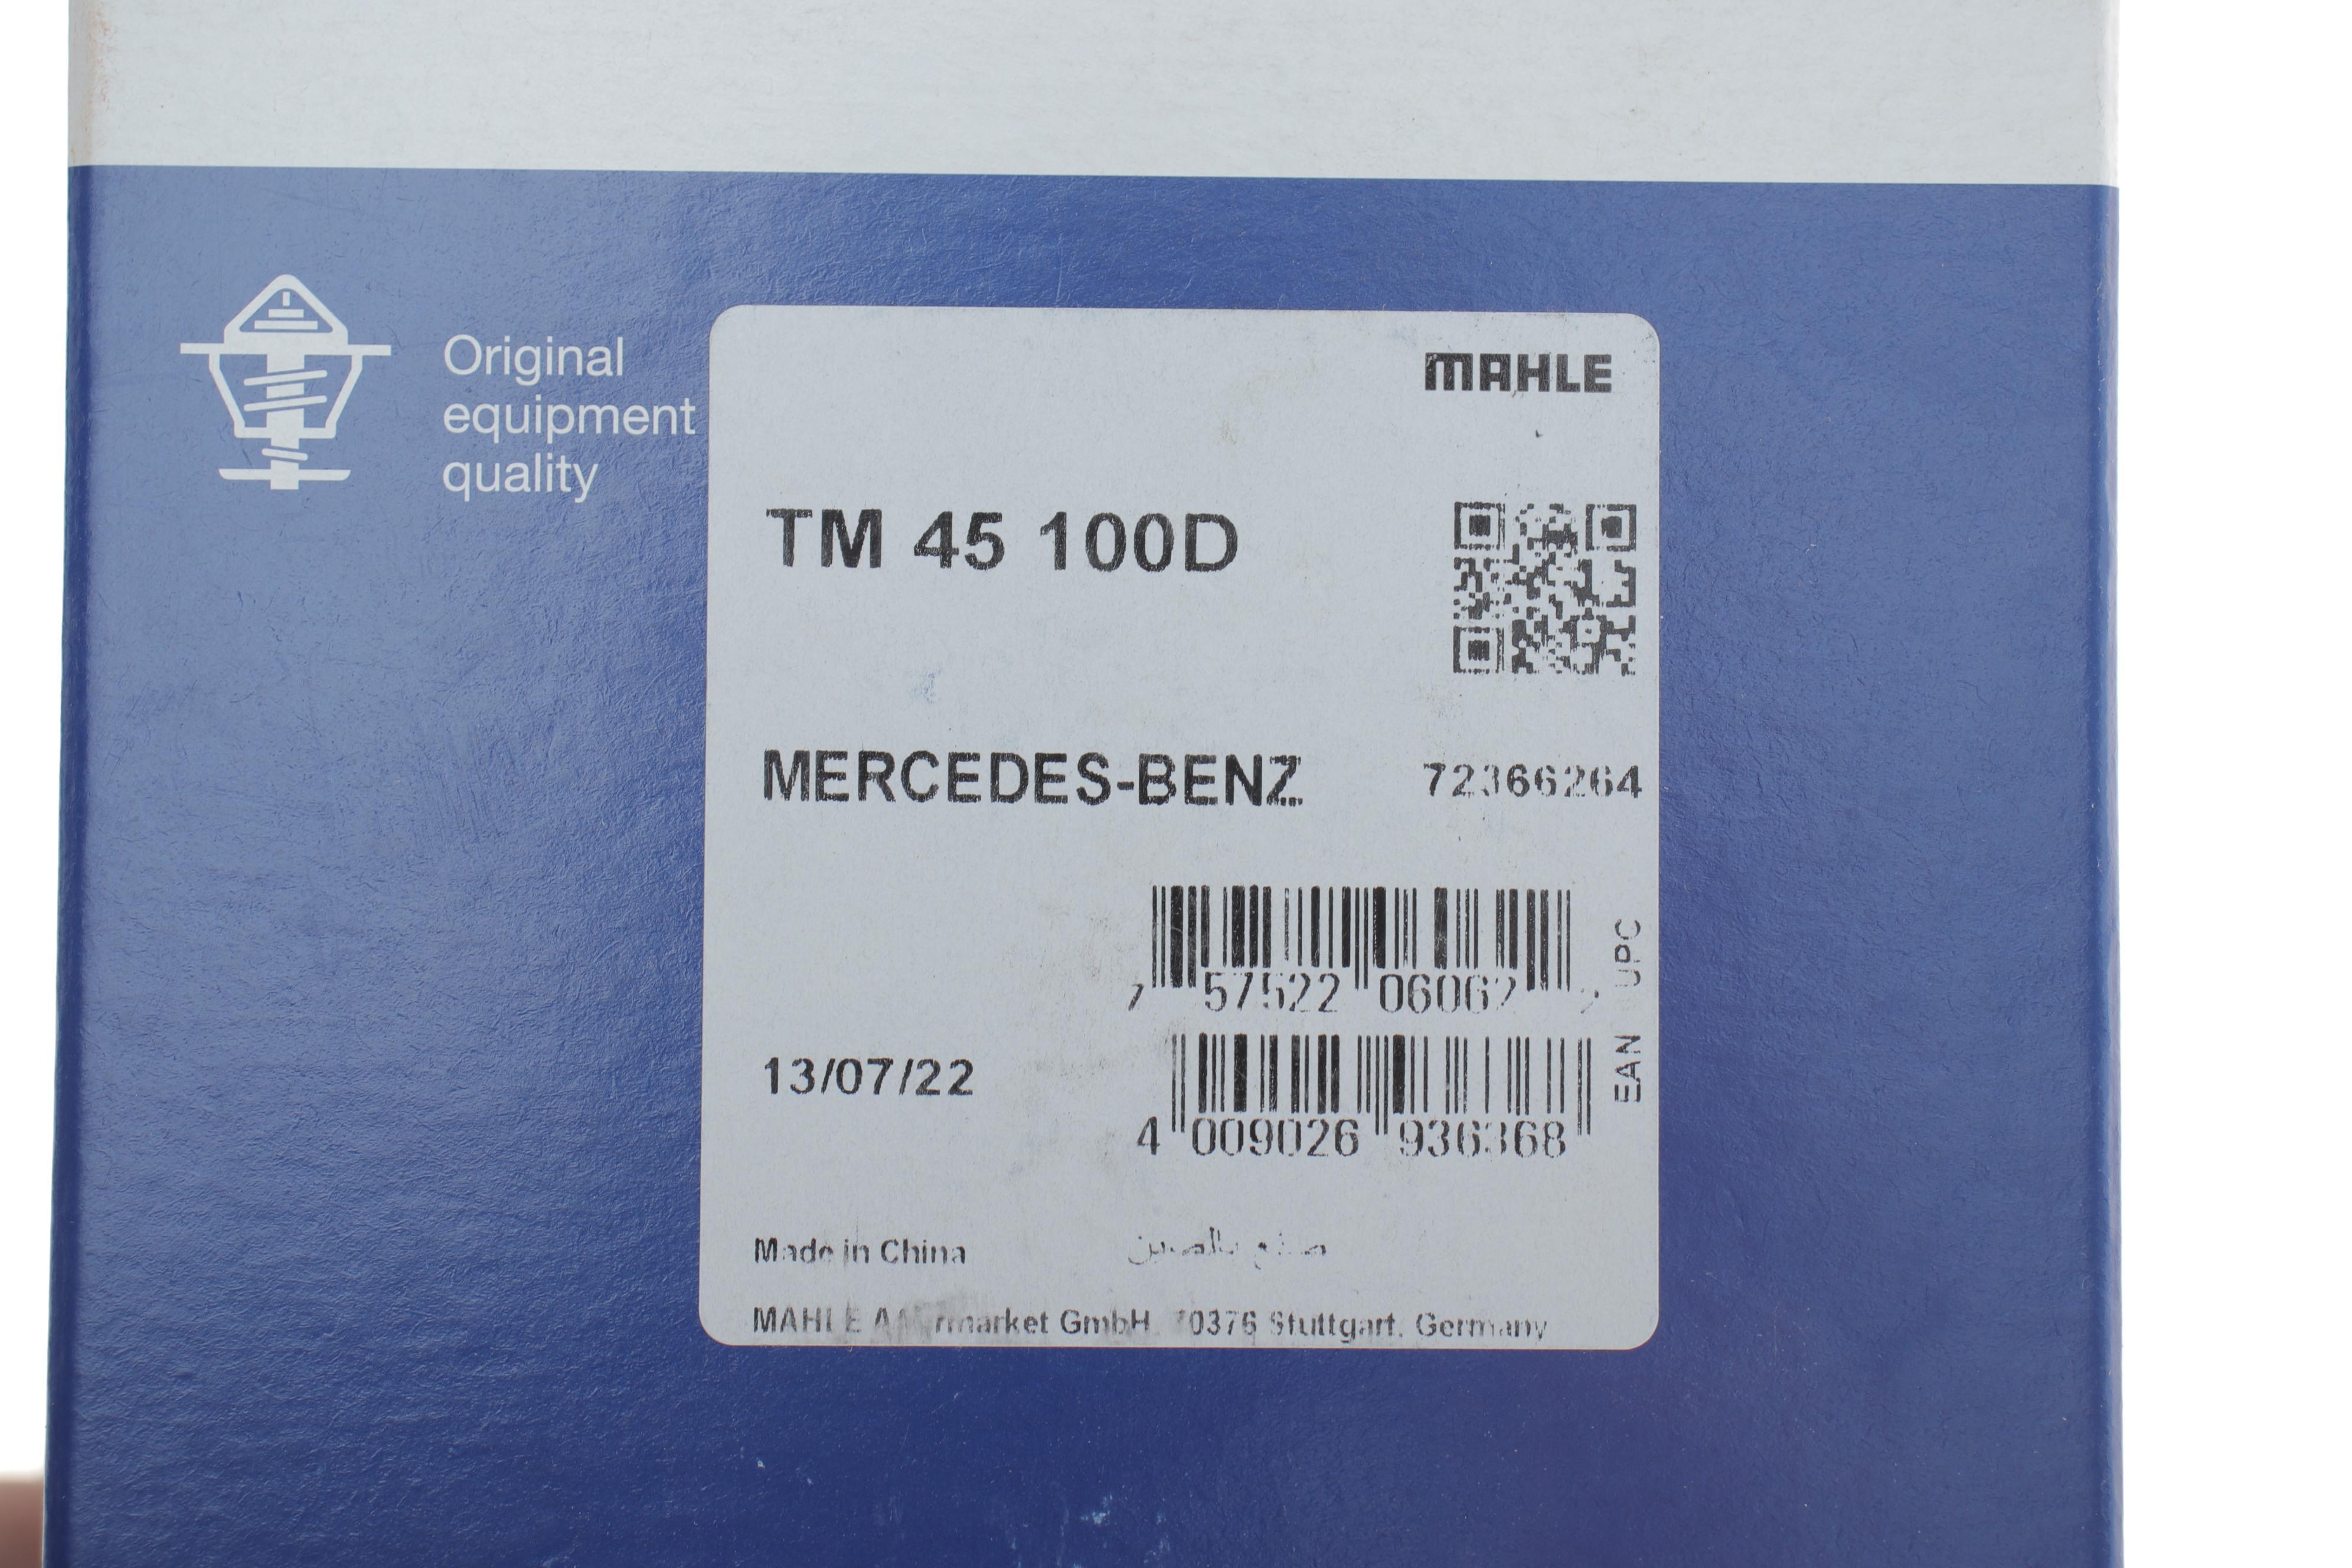 Original
equipment
quality
MAHLE
TM 45 100D
MERCEDES-BENZ
72366264
7 57522 06062 2
UPC
13/07/22
EAN
4 009026 936368
Made in China
صنع بالصين
MAHLE Aftermarket GmbH, 70376 Stuttgart, Germany